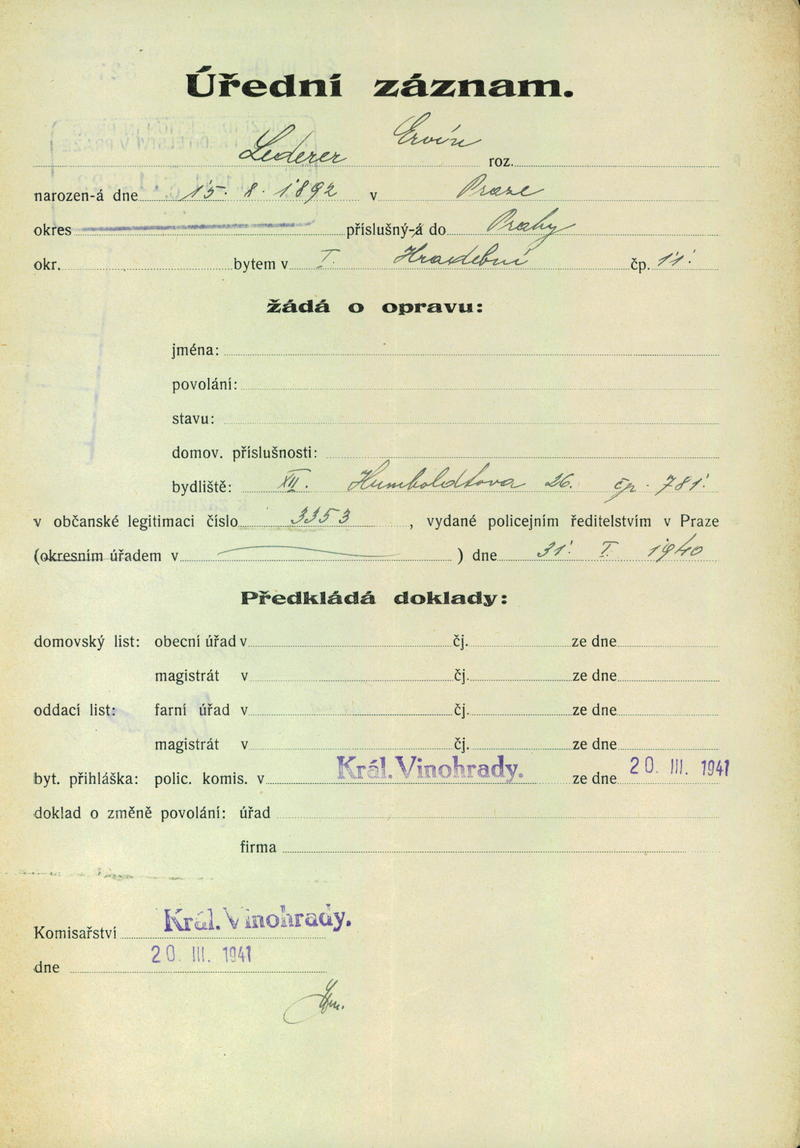 Úřední záznam.
Lederer Ervín roz.
narozen-á dne 15. 8. 1892 v Praze
okres příslušný-á do Prahy
okr. bytem v I. Hradební čp. 11.
žádá o opravu:
jména:
povolání:
stavu:
domov. příslušnosti:
bydliště: XII. Humboldtova 26. čp. 781.
v občanské legitimaci číslo 3353 , vydané policejním ředitelstvím v Praze
(okresním úřadem v ) dne 31. I. 1940
Předkládá doklady:
domovský list: obecní úřad v čj. ze dne
magistrát v čj. ze dne
oddací list: farní úřad v čj. ze dne
magistrát v čj. ze dne
byt. přihláška: polic. komis. v Král. Vinohrady. ze dne 20. III. 1941
doklad o změně povolání: úřad
firma
Komisařství Král. Vinohrady.
dne 20. III. 1941